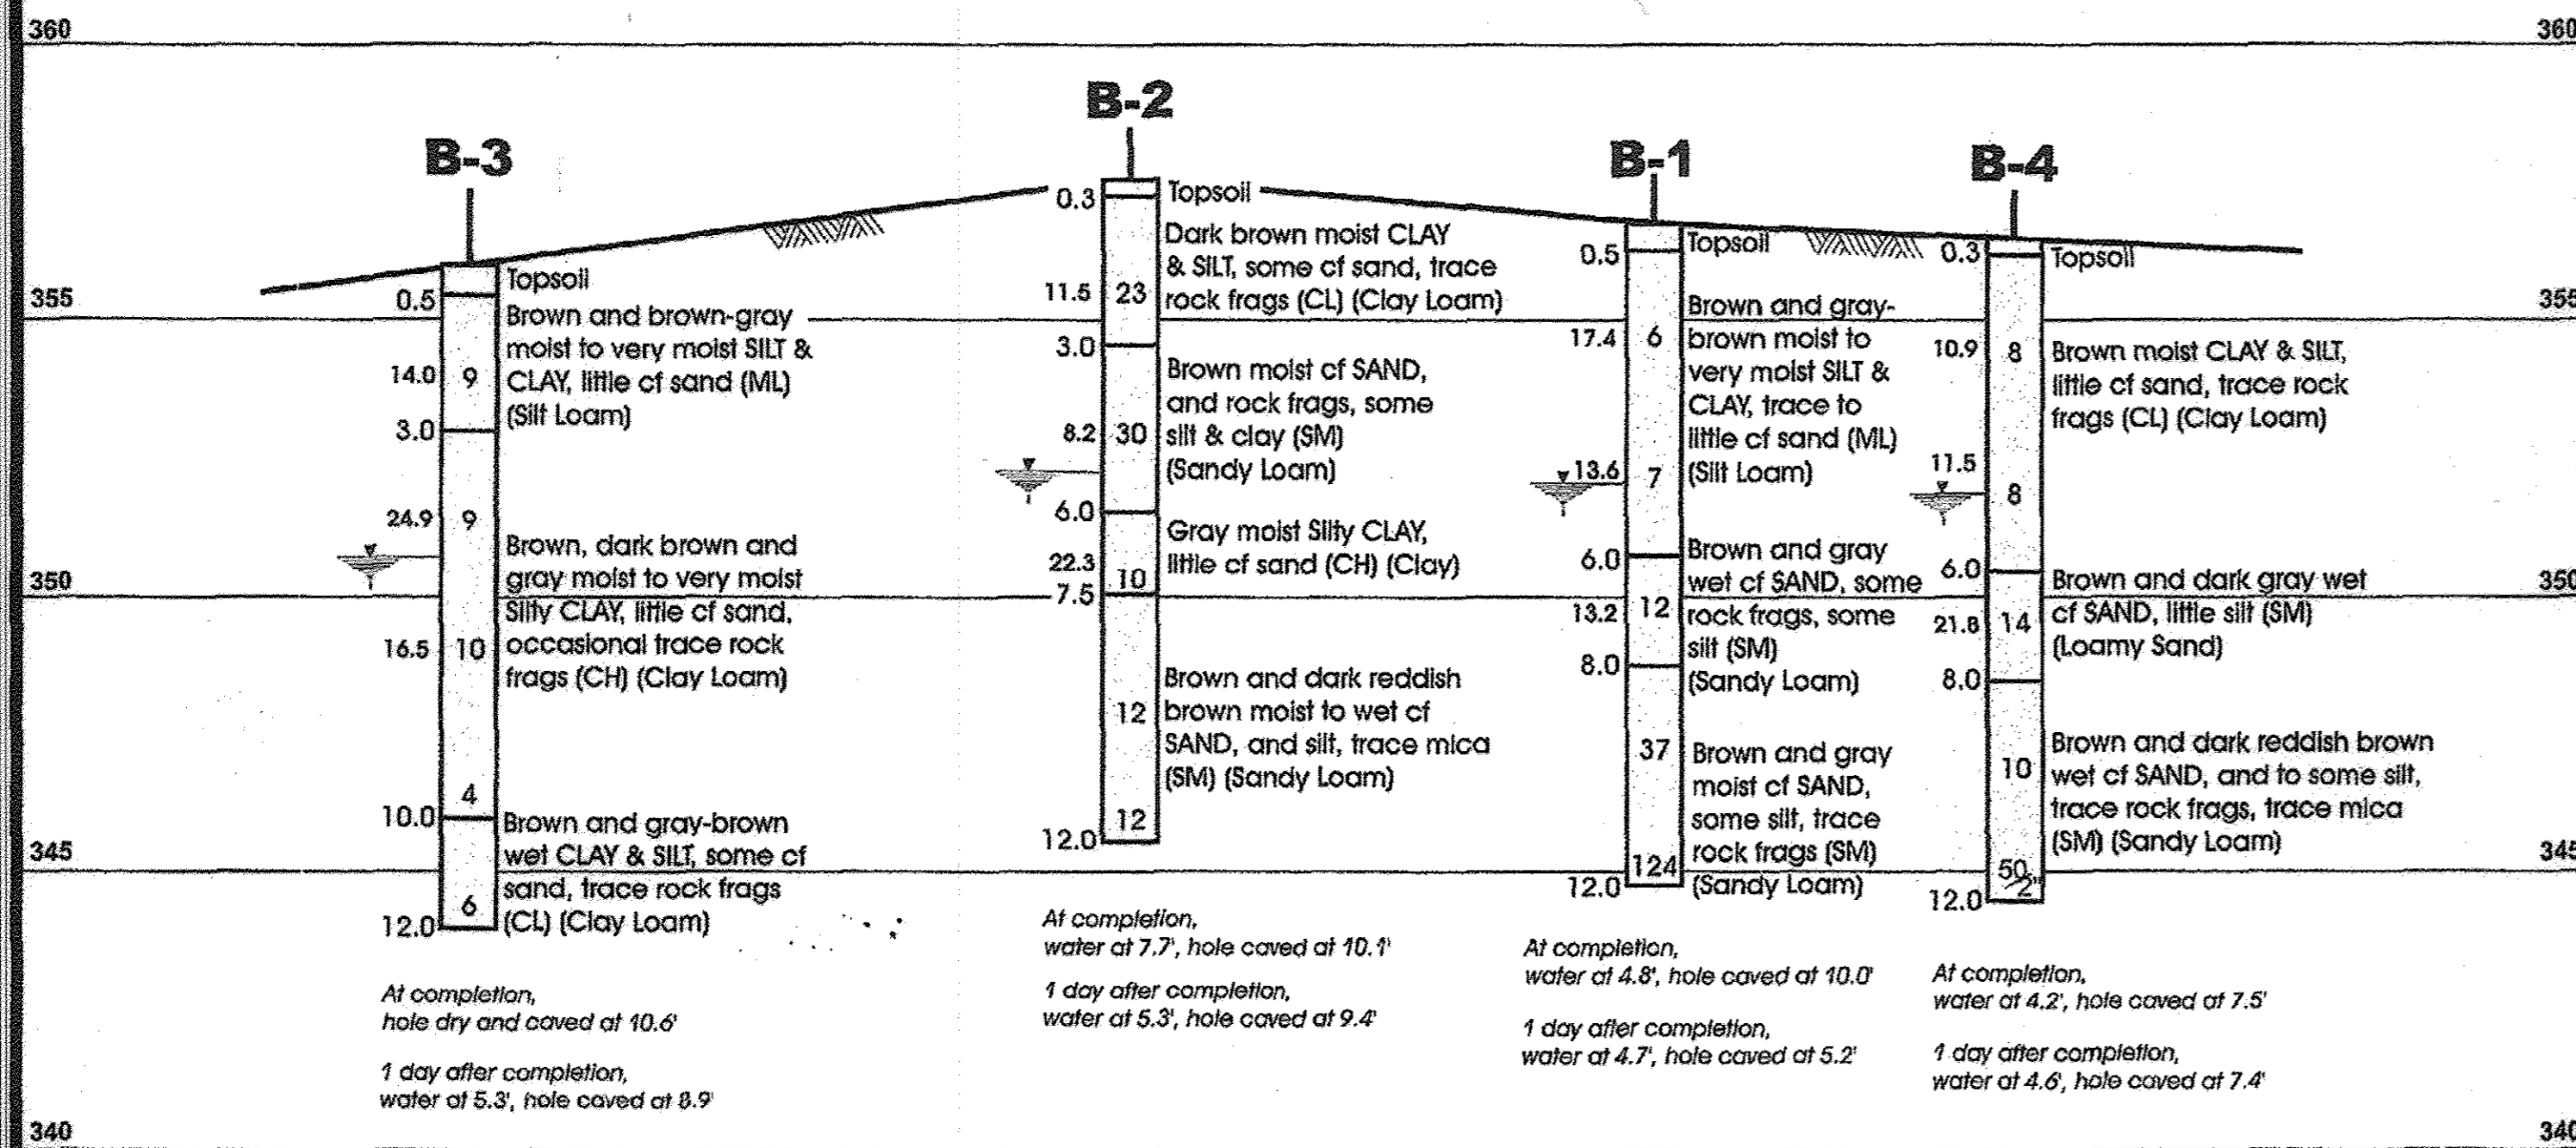 360
360
B-3
B-2
B-1
B-4
355
355
350
350
345
345
340
340
0.5
14.0
9
3.0
24.9
9
16.5
10
4
10.0
6
12.0
Topsoil
Brown and brown-gray
moist to very moist SILT &
CLAY, little cf sand (ML)
(Silt Loam)
Brown, dark brown and
gray moist to very moist
Silty CLAY, little cf sand,
occasional trace rock
frags (CH) (Clay Loam)
Brown and gray-brown
wet CLAY & SILT, some cf
sand, trace rock frags
(CL) (Clay Loam)
At completion,
hole dry and caved at 10.6'
1 day after completion,
water at 5.3', hole caved at 8.9'
0.3
11.5
23
3.0
8.2
30
6.0
22.3
10
7.5
12
12
12.0
Topsoil
Dark brown moist CLAY
& SILT, some cf sand, trace
rock frags (CL) (Clay Loam)
Brown moist cf SAND,
and rock frags, some
silt & clay (SM)
(Sandy Loam)
Gray moist Silty CLAY,
little cf sand (CH) (Clay)
Brown and dark reddish
brown moist to wet cf
SAND, and silt, trace mica
(SM) (Sandy Loam)
At completion,
water at 7.7', hole caved at 10.1'
1 day after completion,
water at 5.3', hole caved at 9.4'
0.5
17.4
6
13.6
7
6.0
13.2
12
8.0
37
124
12.0
Topsoil
Brown and gray-
brown moist to
very moist SILT &
CLAY, trace to
little cf sand (ML)
(Silt Loam)
Brown and gray
wet cf SAND, some
rock frags, some
silt (SM)
(Sandy Loam)
Brown and gray
moist cf SAND,
some silt, trace
rock frags (SM)
(Sandy Loam)
At completion,
water at 4.8', hole caved at 10.0'
1 day after completion,
water at 4.7', hole caved at 5.2'
0.3
10.9
8
11.5
8
6.0
21.8
14
8.0
10
50
2"
12.0
Topsoil
Brown moist CLAY & SILT,
little cf sand, trace rock
frags (CL) (Clay Loam)
Brown and dark gray wet
cf SAND, little silt (SM)
(Loamy Sand)
Brown and dark reddish brown
wet cf SAND, and to some silt,
trace rock frags, trace mica
(SM) (Sandy Loam)
At completion,
water at 4.2', hole caved at 7.5'
1 day after completion,
water at 4.6', hole caved at 7.4'